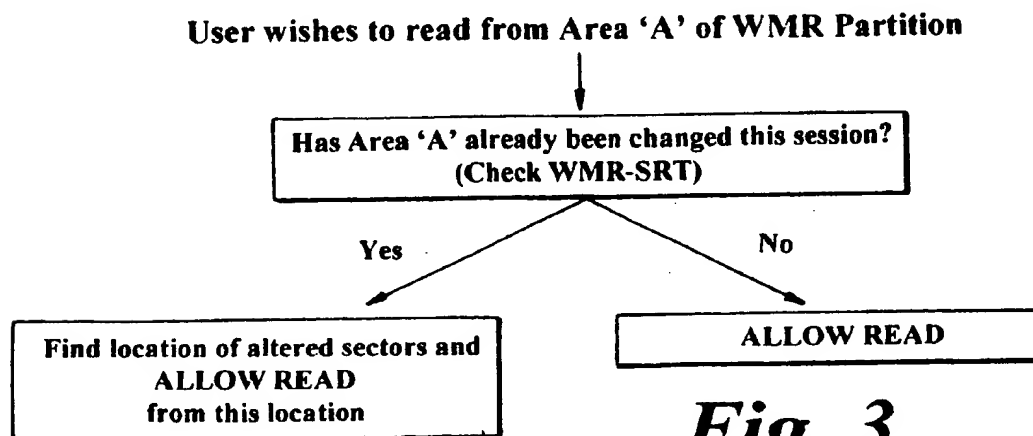 User wishes to read from Area ‘A’ of WMR Partition
Has Area ‘A’ already been changed this session?
(Check WMR-SRT)
Yes
No
Find location of altered sectors and
ALLOW READ
from this location
ALLOW READ
Fig. 3